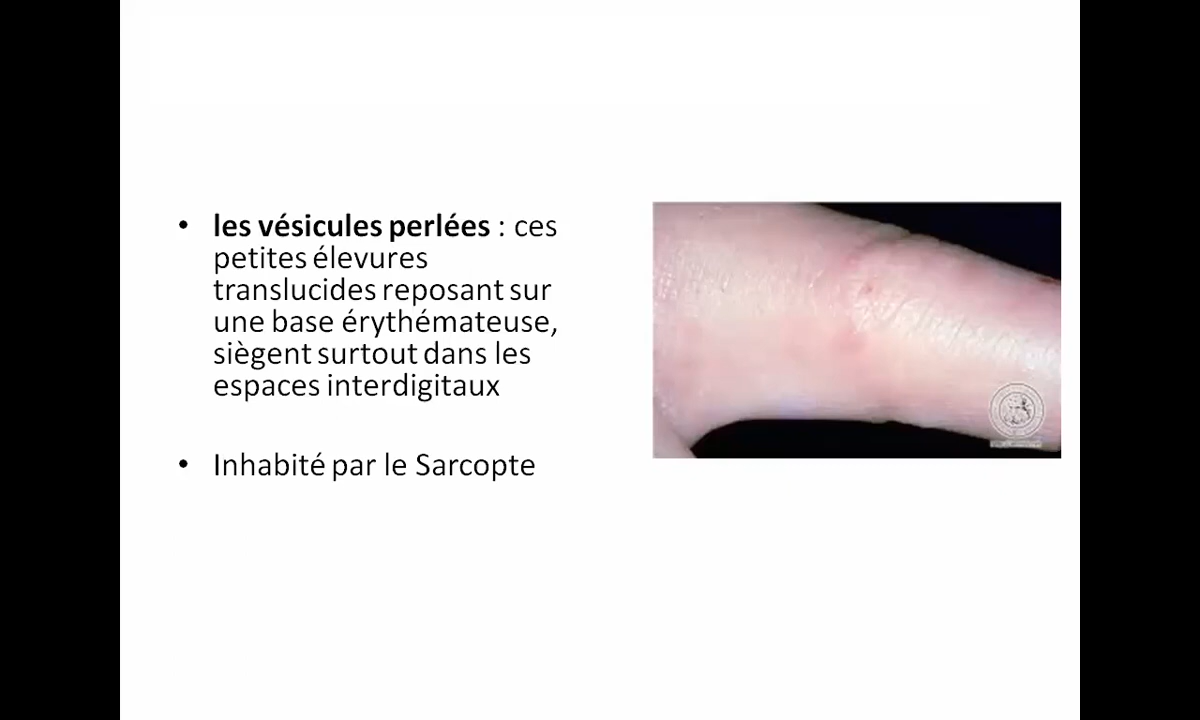 • les vésicules perlées : ces
petites élevures
translucides reposant sur
une base érythémateuse,
siègent surtout dans les
espaces interdigitaux
• Inhabité par le Sarcopte